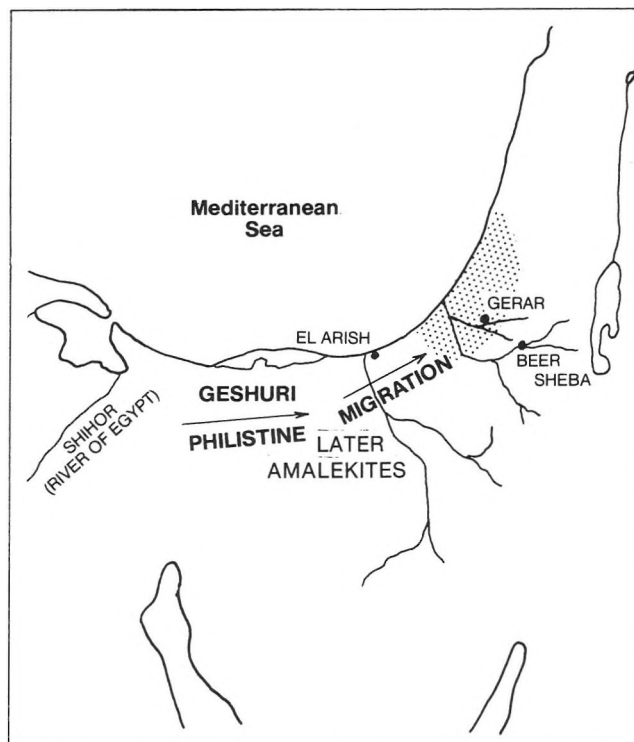 Mediterranean
Sea
GERAR
EL ARISH
BEER
SHEBA
GESHURI
MIGRATION
SHIHOR
(RIVER OF EGYPT)
PHILISTINE
LATER
AMALEKITES